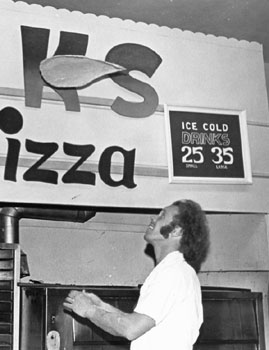 K's
izza
ICE COLD
DRINKS
25 35
SMALL LARGE